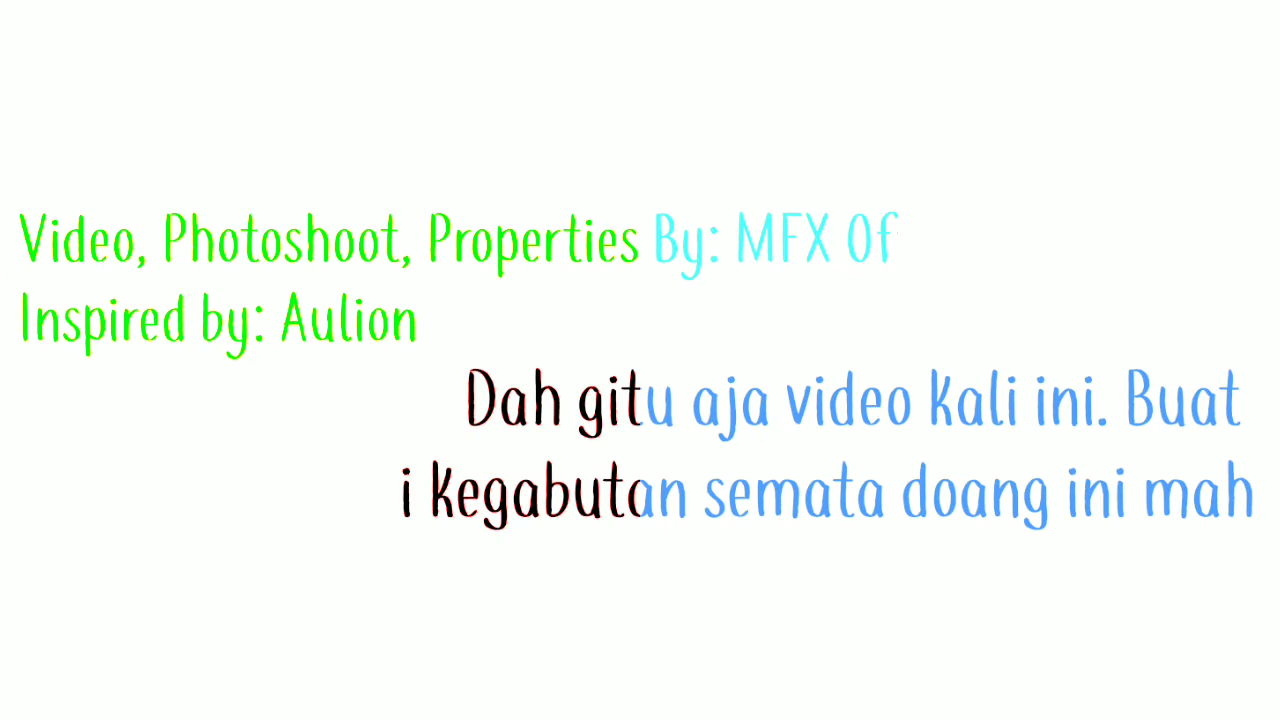 Video, Photoshoot, Properties By: MFX Of
Inspired by: Aulion
Dah gitu aja video kali ini. Buat
i kegabutan semata doang ini mah